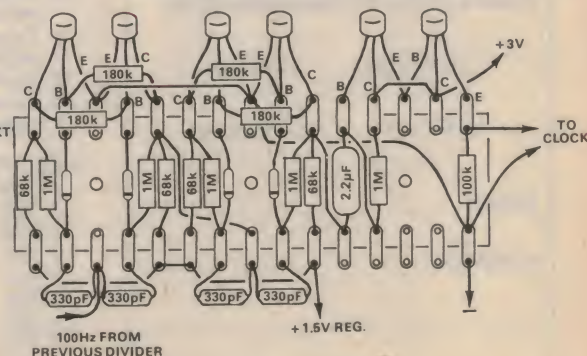 +3V
E E C E E C B E B C
180k 180k
C B B C B B C B C E
180k 180k
TO
CLOCK
68k 1M 1M 68k 68k 1M 1M 68k 2.2µF 1M 100k
330pF 330pF 330pF 330pF
+1.5V REG.
–
100Hz FROM
PREVIOUS DIVIDER